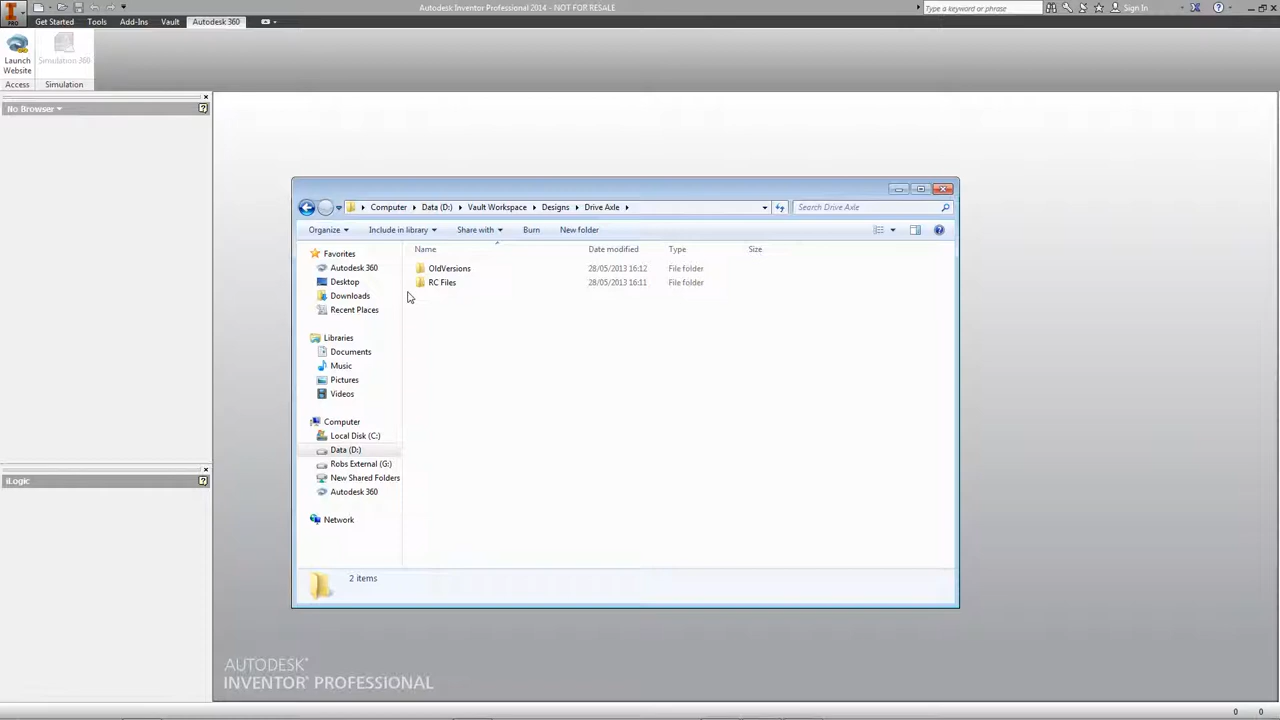 Autodesk Inventor Professional 2014 - NOT FOR RESALE
Type a keyword or phrase
Sign In
PRO
Get Started Tools Add-Ins Vault Autodesk 360
Launch Website
Simulation 360
Access Simulation
No Browser
Computer Data (D:) Vault Workspace Designs Drive Axle
Search Drive Axle
Organize Include in library Share with Burn New folder
Name Date modified Type Size
Favorites
Autodesk 360
Desktop
Downloads
Recent Places
Libraries
Documents
Music
Pictures
Videos
Computer
Local Disk (C:)
Data (D:)
Robs External (G:)
New Shared Folders
Autodesk 360
Network
OldVersions 28/05/2013 16:12 File folder
RC Files 28/05/2013 16:11 File folder
2 items
iLogic
AUTODESK®
INVENTOR® PROFESSIONAL
0 0